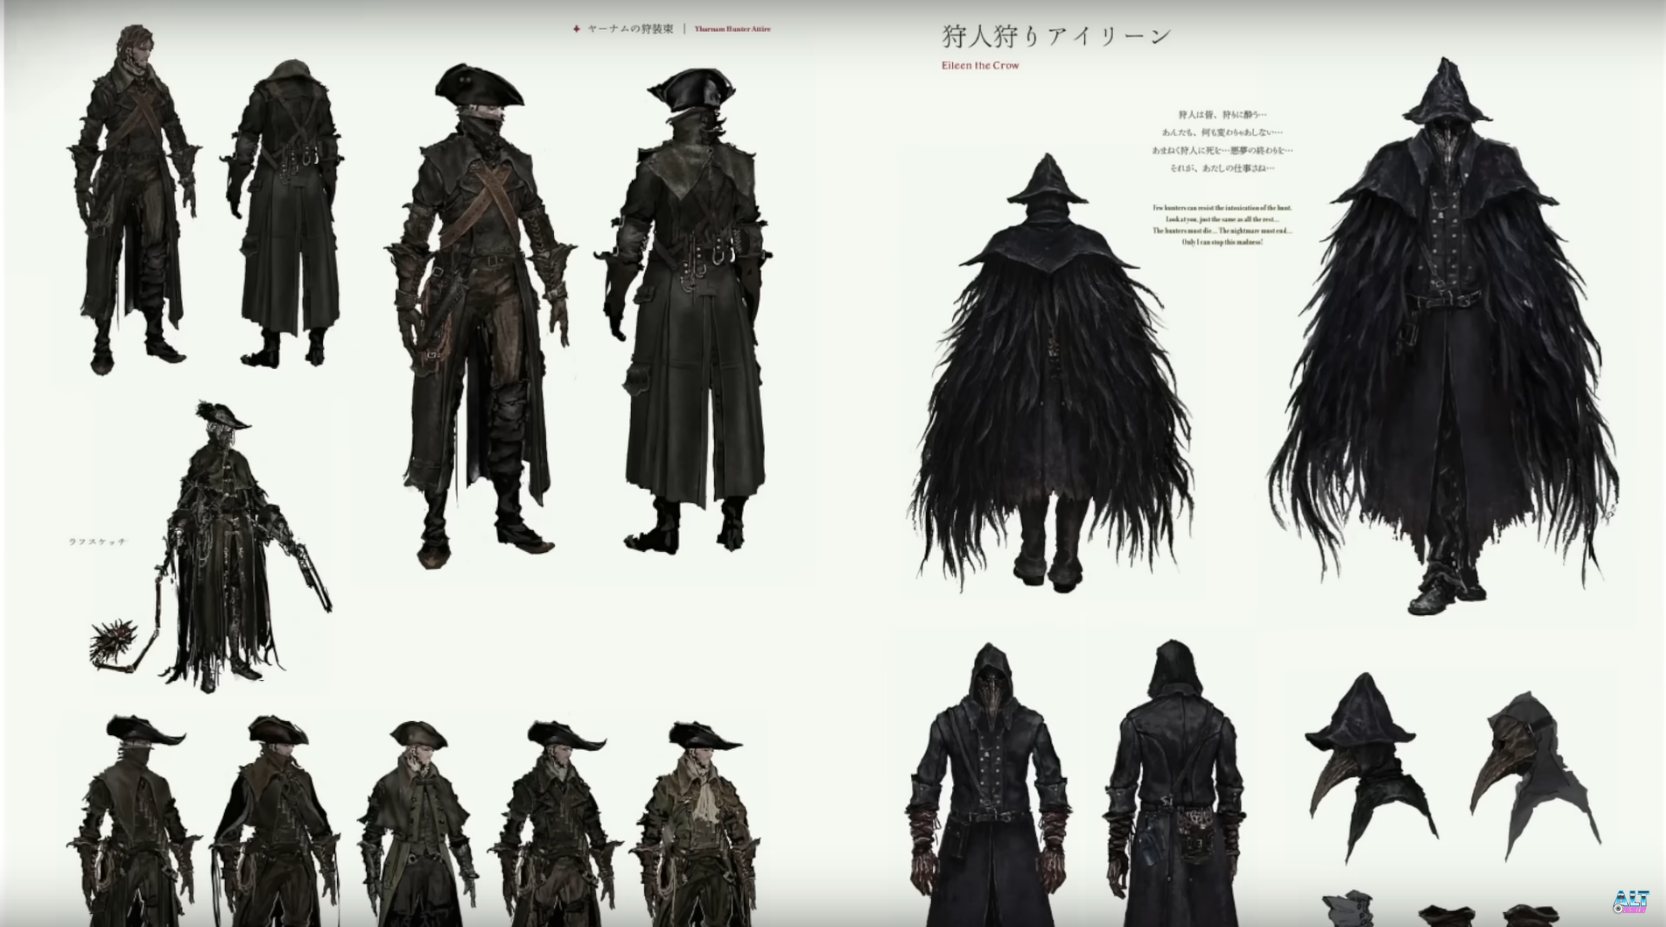 ヤーナムの狩装束 | Yharnam Hunter Attire
ラフスケッチ
狩人狩りアイリーン
Eileen the Crow
狩人は皆、狩りに酔う…
あんたも、何も変わりゃあしない…
あまねく狩人に死を…悪夢の終わりを…
それが、あたしの仕事さね…
Few hunters can resist the intoxication of the hunt.
Look at you, just the same as all the rest...
The hunters must die... The nightmare must end...
Only I can stop this madness!
ALT